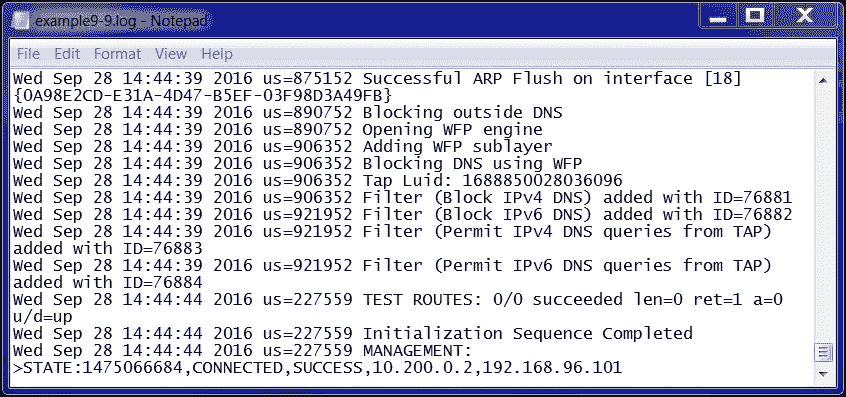 example9-9.log - Notepad
File Edit Format View Help
Wed Sep 28 14:44:39 2016 us=875152 Successful ARP Flush on interface [18]
{0A98E2CD-E31A-4D47-B5EF-03F98D3A49FB}
Wed Sep 28 14:44:39 2016 us=890752 Blocking outside DNS
Wed Sep 28 14:44:39 2016 us=890752 Opening WFP engine
Wed Sep 28 14:44:39 2016 us=906352 Adding WFP sublayer
Wed Sep 28 14:44:39 2016 us=906352 Blocking DNS using WFP
Wed Sep 28 14:44:39 2016 us=906352 Tap Luid: 1688850028036096
Wed Sep 28 14:44:39 2016 us=906352 Filter (Block IPv4 DNS) added with ID=76881
Wed Sep 28 14:44:39 2016 us=921952 Filter (Block IPv6 DNS) added with ID=76882
Wed Sep 28 14:44:39 2016 us=921952 Filter (Permit IPv4 DNS queries from TAP)
added with ID=76883
Wed Sep 28 14:44:39 2016 us=921952 Filter (Permit IPv6 DNS queries from TAP)
added with ID=76884
Wed Sep 28 14:44:44 2016 us=227559 TEST ROUTES: 0/0 succeeded len=0 ret=1 a=0
u/d=up
Wed Sep 28 14:44:44 2016 us=227559 Initialization Sequence Completed
Wed Sep 28 14:44:44 2016 us=227559 MANAGEMENT:
>STATE:1475066684,CONNECTED,SUCCESS,10.200.0.2,192.168.96.101